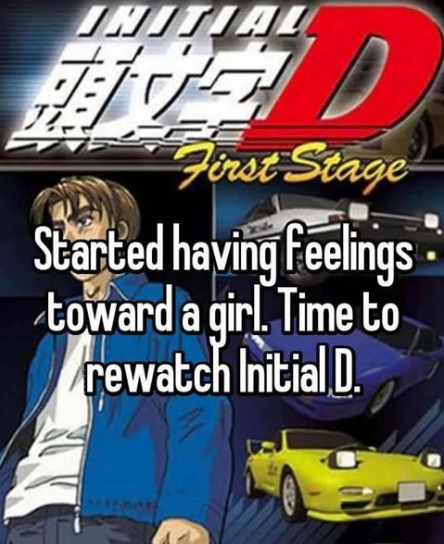 INITIAL D
頭文字
First Stage
Started having feelings
toward a girl. Time to
rewatch Initial D.